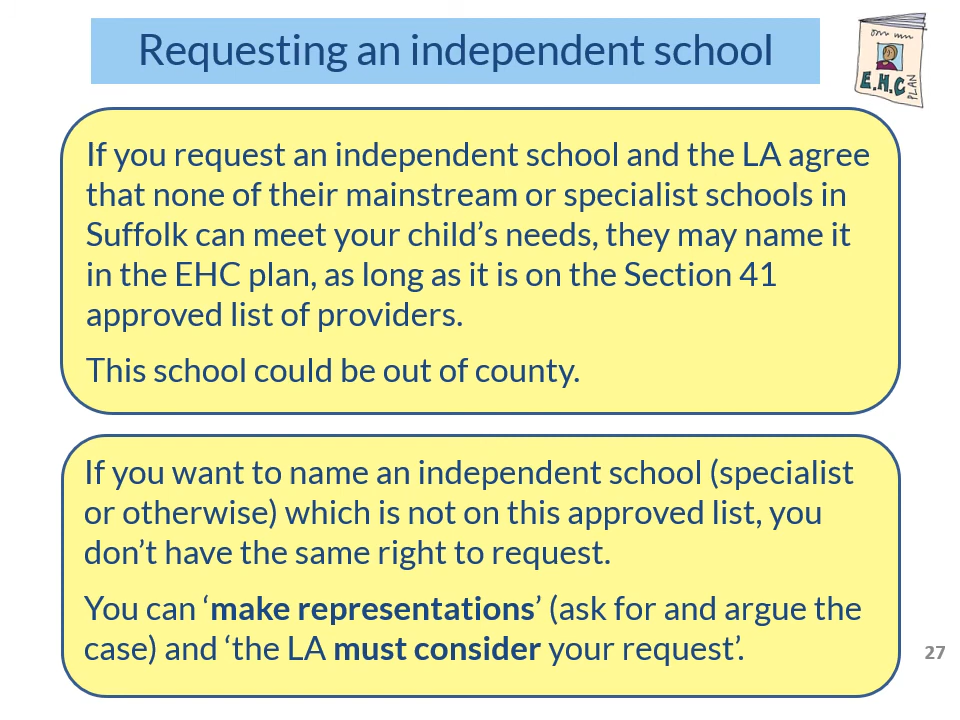 Requesting an independent school
E.H.C
PLAN
If you request an independent school and the LA agree
that none of their mainstream or specialist schools in
Suffolk can meet your child’s needs, they may name it
in the EHC plan, as long as it is on the Section 41
approved list of providers.
This school could be out of county.
If you want to name an independent school (specialist
or otherwise) which is not on this approved list, you
don’t have the same right to request.
You can ‘make representations’ (ask for and argue the
case) and ‘the LA must consider your request’.
27